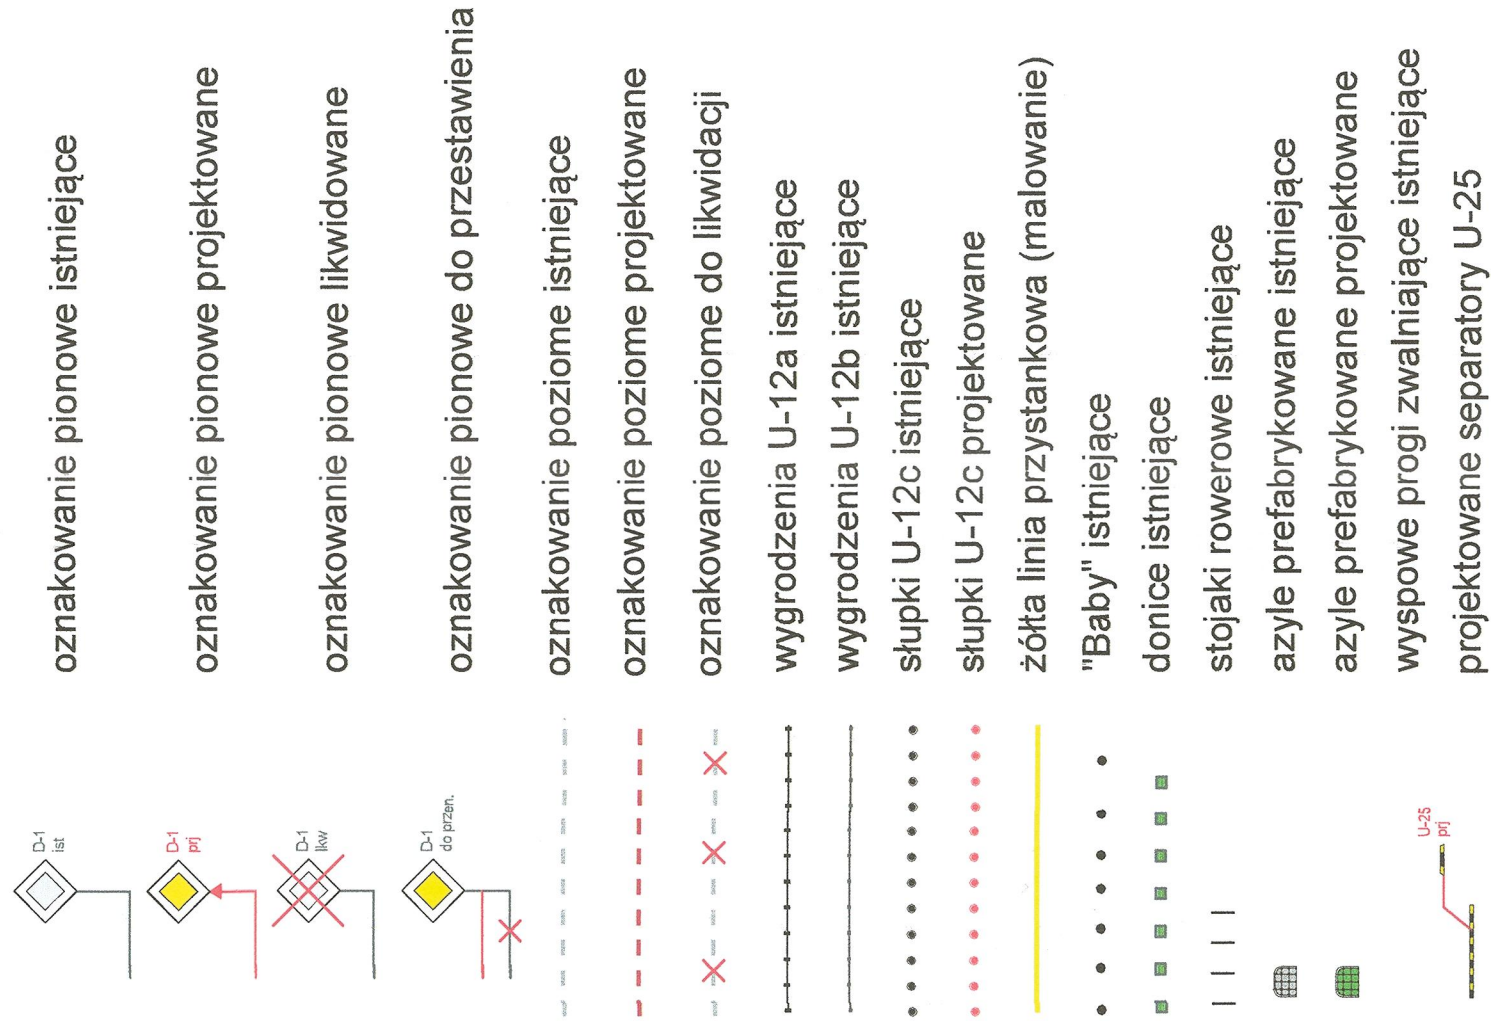 D-1
ist
oznakowanie pionowe istniejące
D-1
prj
oznakowanie pionowe projektowane
D-1
lkw
oznakowanie pionowe likwidowane
D-1
do przen.
oznakowanie pionowe do przestawienia
oznakowanie poziome istniejące
oznakowanie poziome projektowane
oznakowanie poziome do likwidacji
wygrodzenia U-12a istniejące
wygrodzenia U-12b istniejące
słupki U-12c istniejące
słupki U-12c projektowane
żółta linia przystankowa (malowanie)
"Baby" istniejące
donice istniejące
stojaki rowerowe istniejące
azyle prefabrykowane istniejące
azyle prefabrykowane projektowane
wyspowe progi zwalniające istniejące
U-25
prj
projektowane separatory U-25